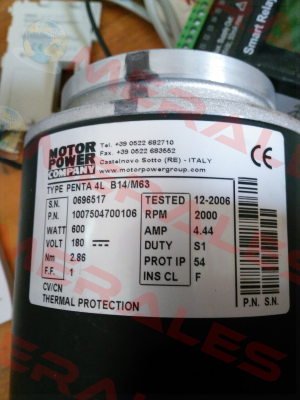 Smart Relay
MOTOR POWER COMPANY
Tel. +39 0522 682710
Fax. +39 0522 683552
Castelnovo Sotto (RE) - ITALY
www.motorpowergroup.com
CE
TYPE PENTA 4L B14/M63
S.N. 0696517 TESTED 12-2006
P.N. 1007504700106 RPM 2000
WATT 600 AMP 4.44
VOLT 180 DUTY S1
Nm 2.86 PROT IP 54
F.F. 1 INS CL F
CV/CN
THERMAL PROTECTION
P.N. S.N.
MERALES